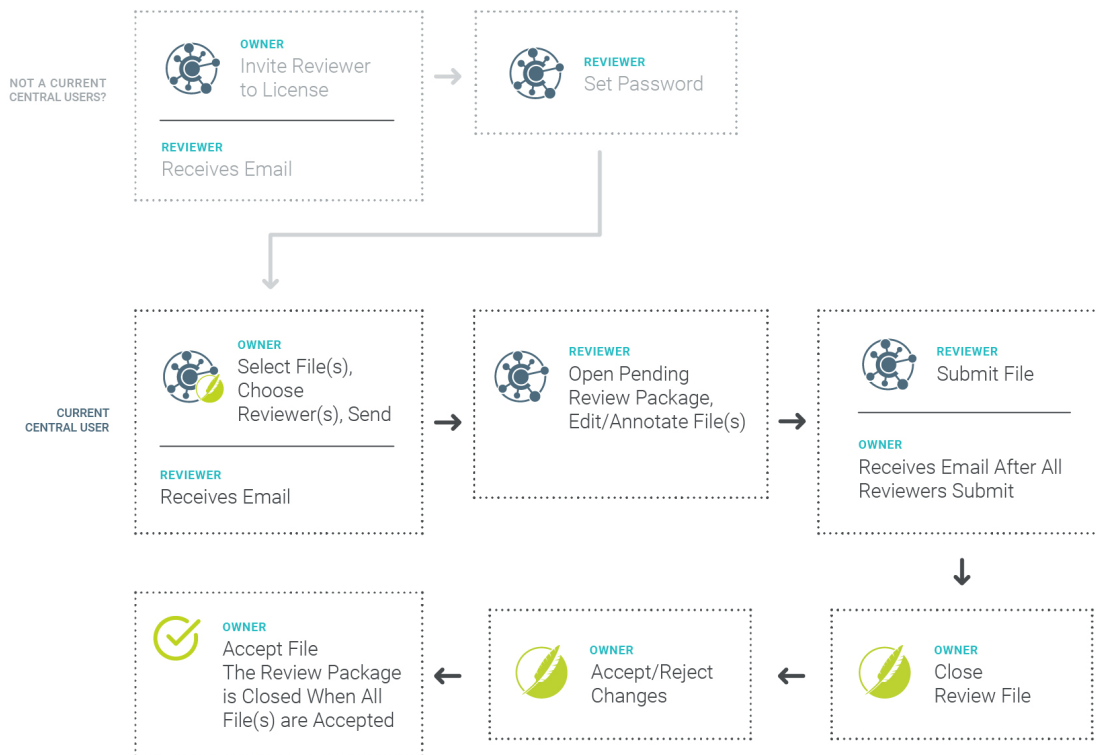 NOT A CURRENT
CENTRAL USERS?
OWNER
Invite Reviewer
to License
REVIEWER
Receives Email
REVIEWER
Set Password
CURRENT
CENTRAL USER
OWNER
Select File(s),
Choose
Reviewer(s), Send
REVIEWER
Receives Email
REVIEWER
Open Pending
Review Package,
Edit/Annotate File(s)
REVIEWER
Submit File
OWNER
Receives Email After All
Reviewers Submit
OWNER
Close
Review File
OWNER
Accept/Reject
Changes
OWNER
Accept File
The Review Package
is Closed When All
File(s) are Accepted